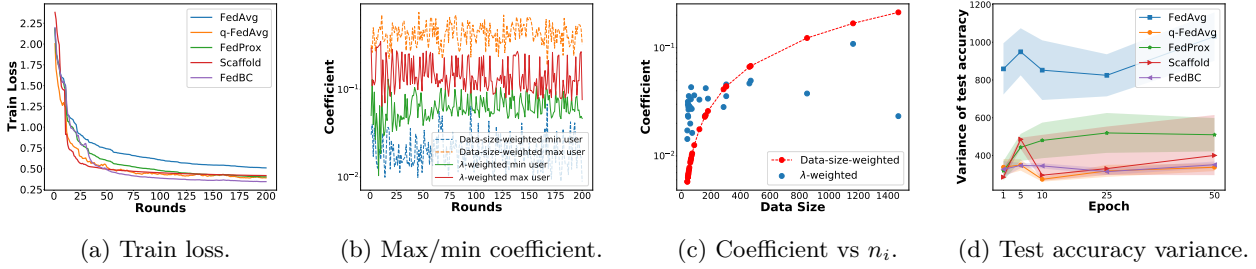 2.25
2.00
1.75
1.50
1.25
1.00
0.75
0.50
0.25
Train Loss
0 25 50 75 100 125 150 175 200
Rounds
FedAvg
q-FedAvg
FedProx
Scaffold
FedBC
(a) Train loss.
10⁻¹
10⁻²
Coefficient
0 25 50 75 100 125 150 175 200
Rounds
Data-size-weighted min user
Data-size-weighted max user
λ-weighted min user
λ-weighted max user
(b) Max/min coefficient.
10⁻¹
10⁻²
Coefficient
0 200 400 600 800 1000 1200 1400
Data Size
Data-size-weighted
λ-weighted
(c) Coefficient vs nᵢ.
1200
1000
800
600
400
Variance of test accuracy
1 5 10 25 50
Epoch
FedAvg
q-FedAvg
FedProx
Scaffold
FedBC
(d) Test accuracy variance.